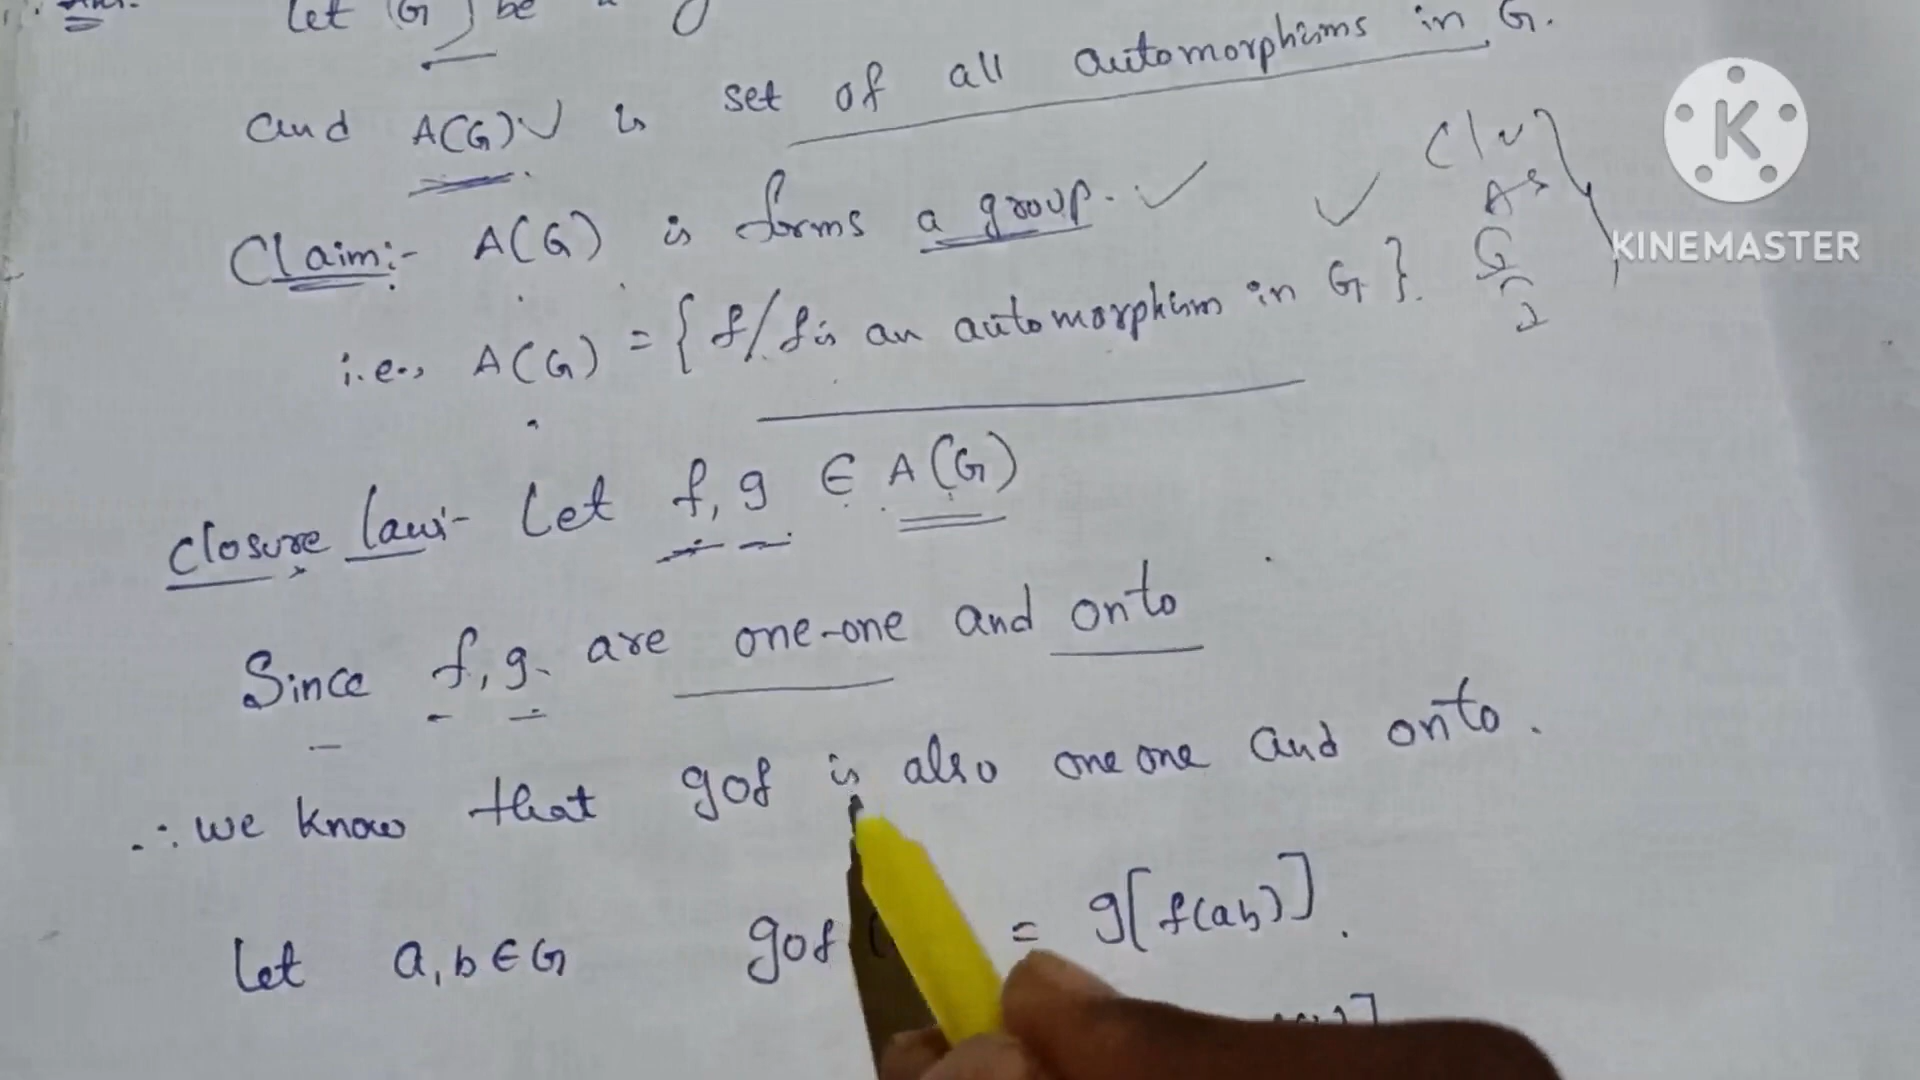 Let (G ) be a
and A(G) is set of all automorphisms in G.
Claim:- A(G) is forms a group.
i.e., A(G) = { f/f is an automorphism in G }.
closure law:- Let f, g ∈ A(G)
Since f, g are one-one and onto
∴ we know that gof is also one one and onto.
Let a, b ∈ G gof = g[f(ab)].
KINEMASTER